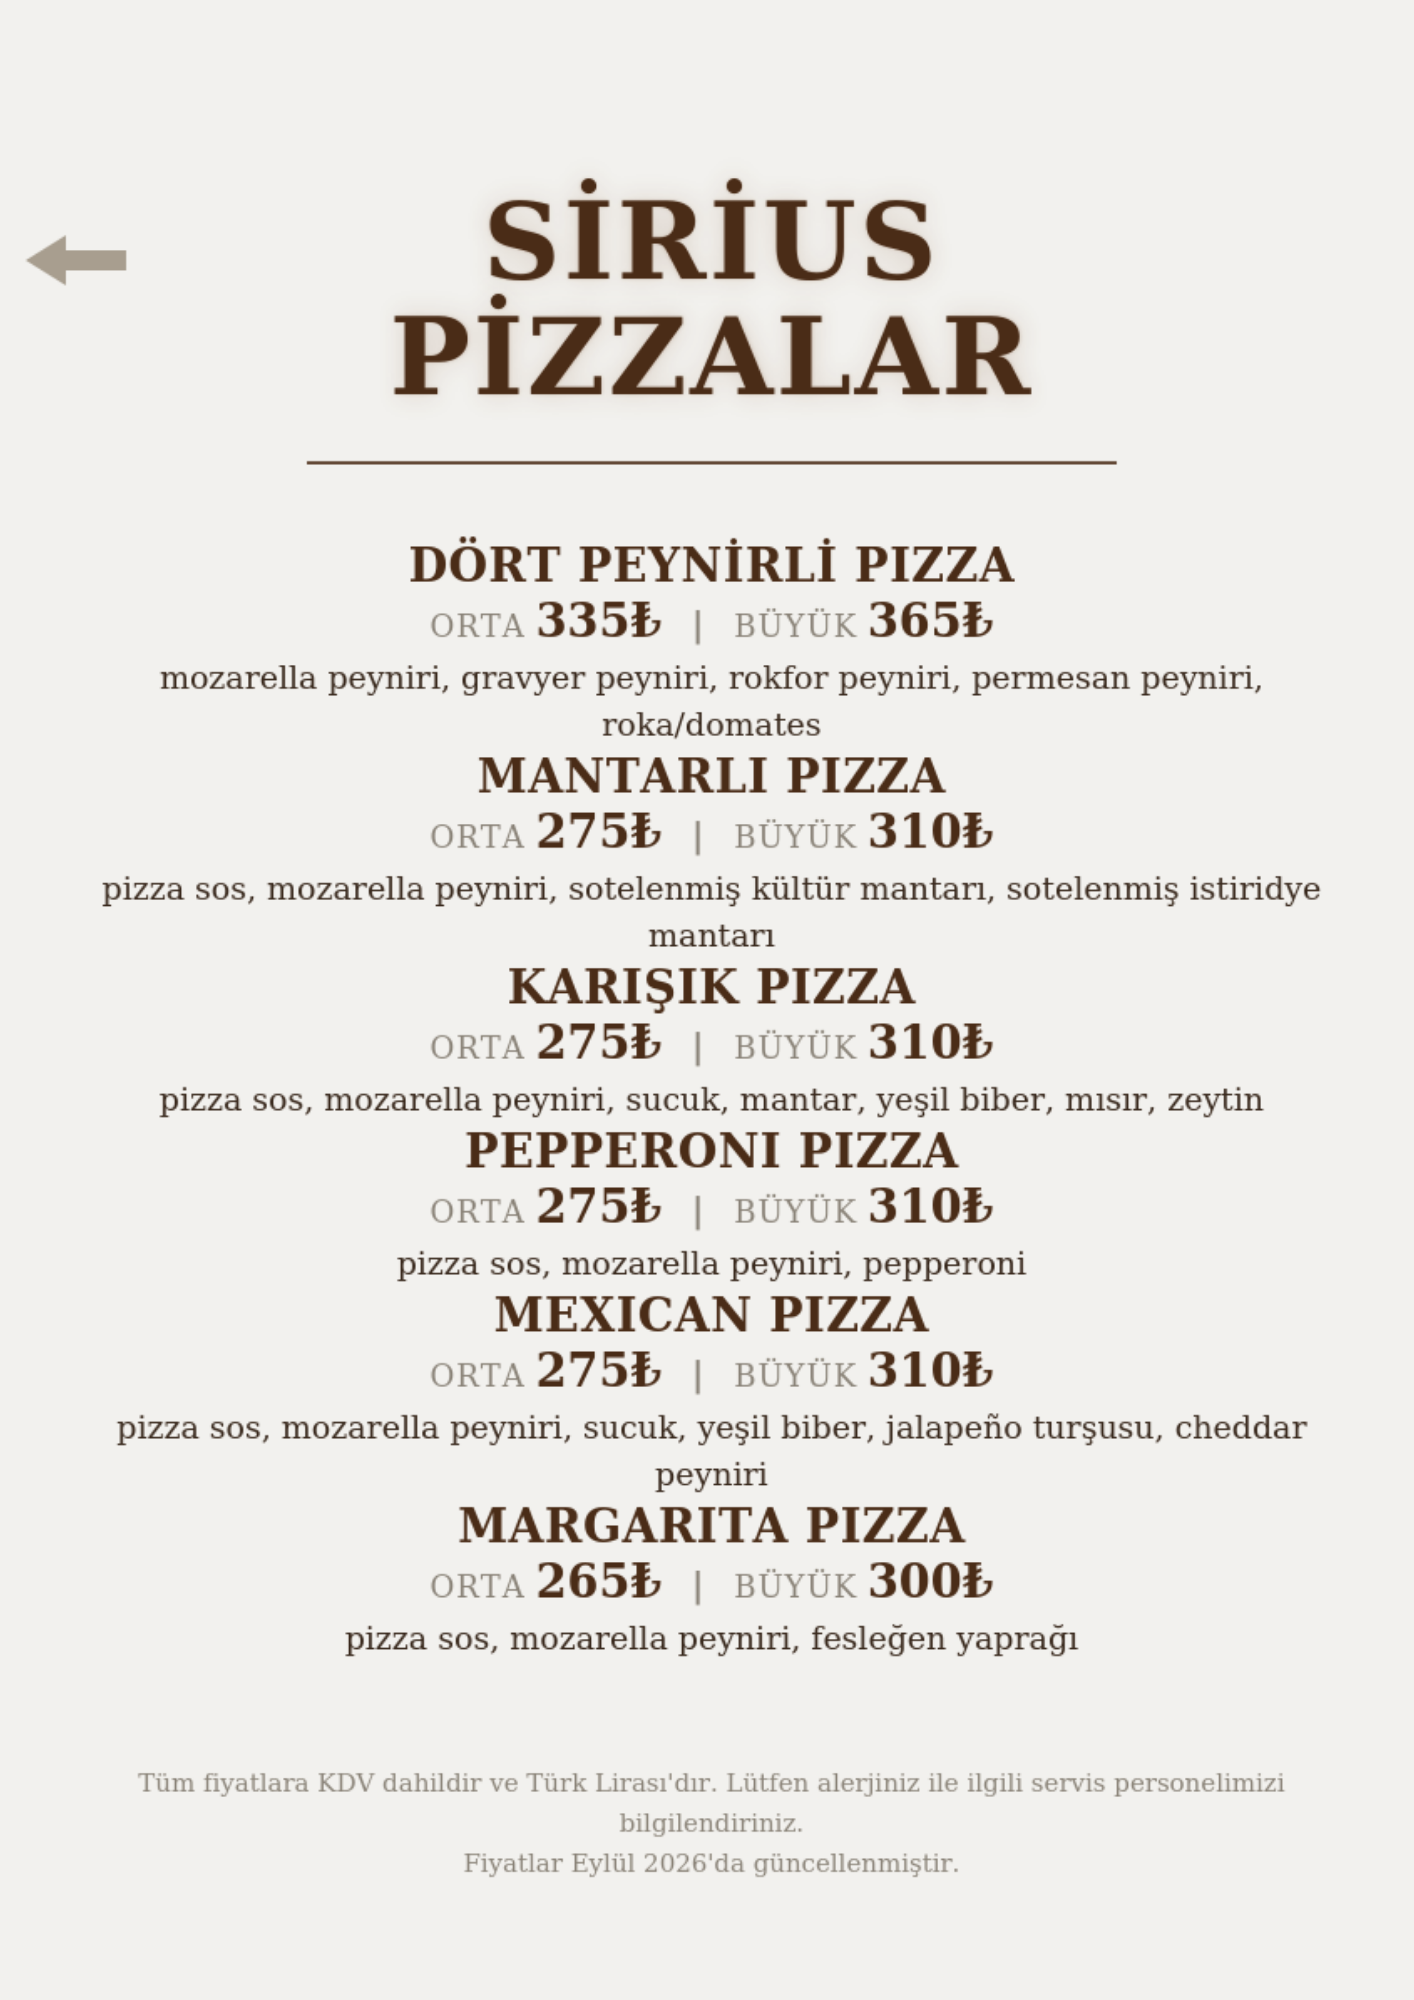 SİRİUS
PİZZALAR
DÖRT PEYNİRLİ PIZZA
ORTA 335₺ | BÜYÜK 365₺
mozarella peyniri, gravyer peyniri, rokfor peyniri, permesan peyniri,
roka/domates
MANTARLI PIZZA
ORTA 275₺ | BÜYÜK 310₺
pizza sos, mozarella peyniri, sotelenmiş kültür mantarı, sotelenmiş istiridye
mantarı
KARIŞIK PIZZA
ORTA 275₺ | BÜYÜK 310₺
pizza sos, mozarella peyniri, sucuk, mantar, yeşil biber, mısır, zeytin
PEPPERONI PIZZA
ORTA 275₺ | BÜYÜK 310₺
pizza sos, mozarella peyniri, pepperoni
MEXICAN PIZZA
ORTA 275₺ | BÜYÜK 310₺
pizza sos, mozarella peyniri, sucuk, yeşil biber, jalapeño turşusu, cheddar
peyniri
MARGARITA PIZZA
ORTA 265₺ | BÜYÜK 300₺
pizza sos, mozarella peyniri, fesleğen yaprağı
Tüm fiyatlara KDV dahildir ve Türk Lirası'dır. Lütfen alerjiniz ile ilgili servis personelimizi
bilgilendiriniz.
Fiyatlar Eylül 2026'da güncellenmiştir.